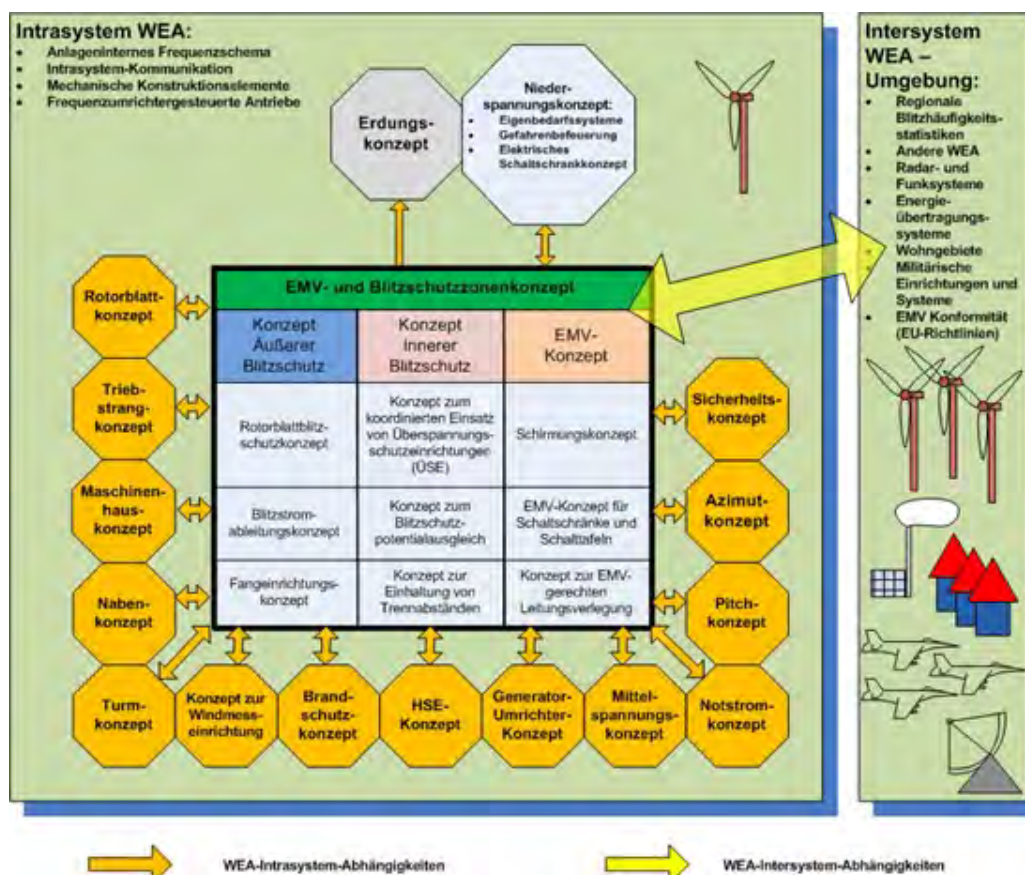 Intrasystem WEA:
• Anlageninternes Frequenzschema
• Intrasystem-Kommunikation
• Mechanische Konstruktionselemente
• Frequenzumrichtergesteuerte Antriebe
Erdungs-
konzept
Nieder-
spannungskonzept:
• Eigenbedarfssysteme
• Gefahrenbefeuerung
• Elektrisches
Schaltschrankkonzept
Intersystem
WEA –
Umgebung:
• Regionale
Blitzhäufigkeits-
statistiken
• Andere WEA
• Radar- und
Funksysteme
• Energie-
übertragungs-
systeme
• Wohngebiete
• Militärische
Einrichtungen und
Systeme
• EMV Konformität
(EU-Richtlinien)
EMV- und Blitzschutzzonenkonzept
Konzept
Äußerer
Blitzschutz
Konzept
Innerer
Blitzschutz
EMV-
Konzept
Rotorblattblitz-
schutzkonzept
Konzept zum
koordinierten Einsatz
von Überspannungs-
schutzeinrichtungen
(ÜSE)
Schirmungskonzept
Blitzstrom-
ableitungskonzept
Konzept zum
Blitzschutz-
potentialausgleich
EMV-Konzept für
Schaltschränke und
Schalttafeln
Fangeinrichtungs-
konzept
Konzept zur
Einhaltung von
Trennabständen
Konzept zur EMV-
gerechten
Leitungsverlegung
Rotorblatt-
konzept
Trieb-
strang-
konzept
Maschinen-
haus-
konzept
Naben-
konzept
Turm-
konzept
Konzept zur
Windmess-
einrichtung
Brand-
schutz-
konzept
HSE-
Konzept
Generator-
Umrichter-
Konzept
Mittel-
spannungs-
konzept
Notstrom-
konzept
Sicherheits-
konzept
Azimut-
konzept
Pitch-
konzept
WEA-Intrasystem-Abhängigkeiten
WEA-Intersystem-Abhängigkeiten